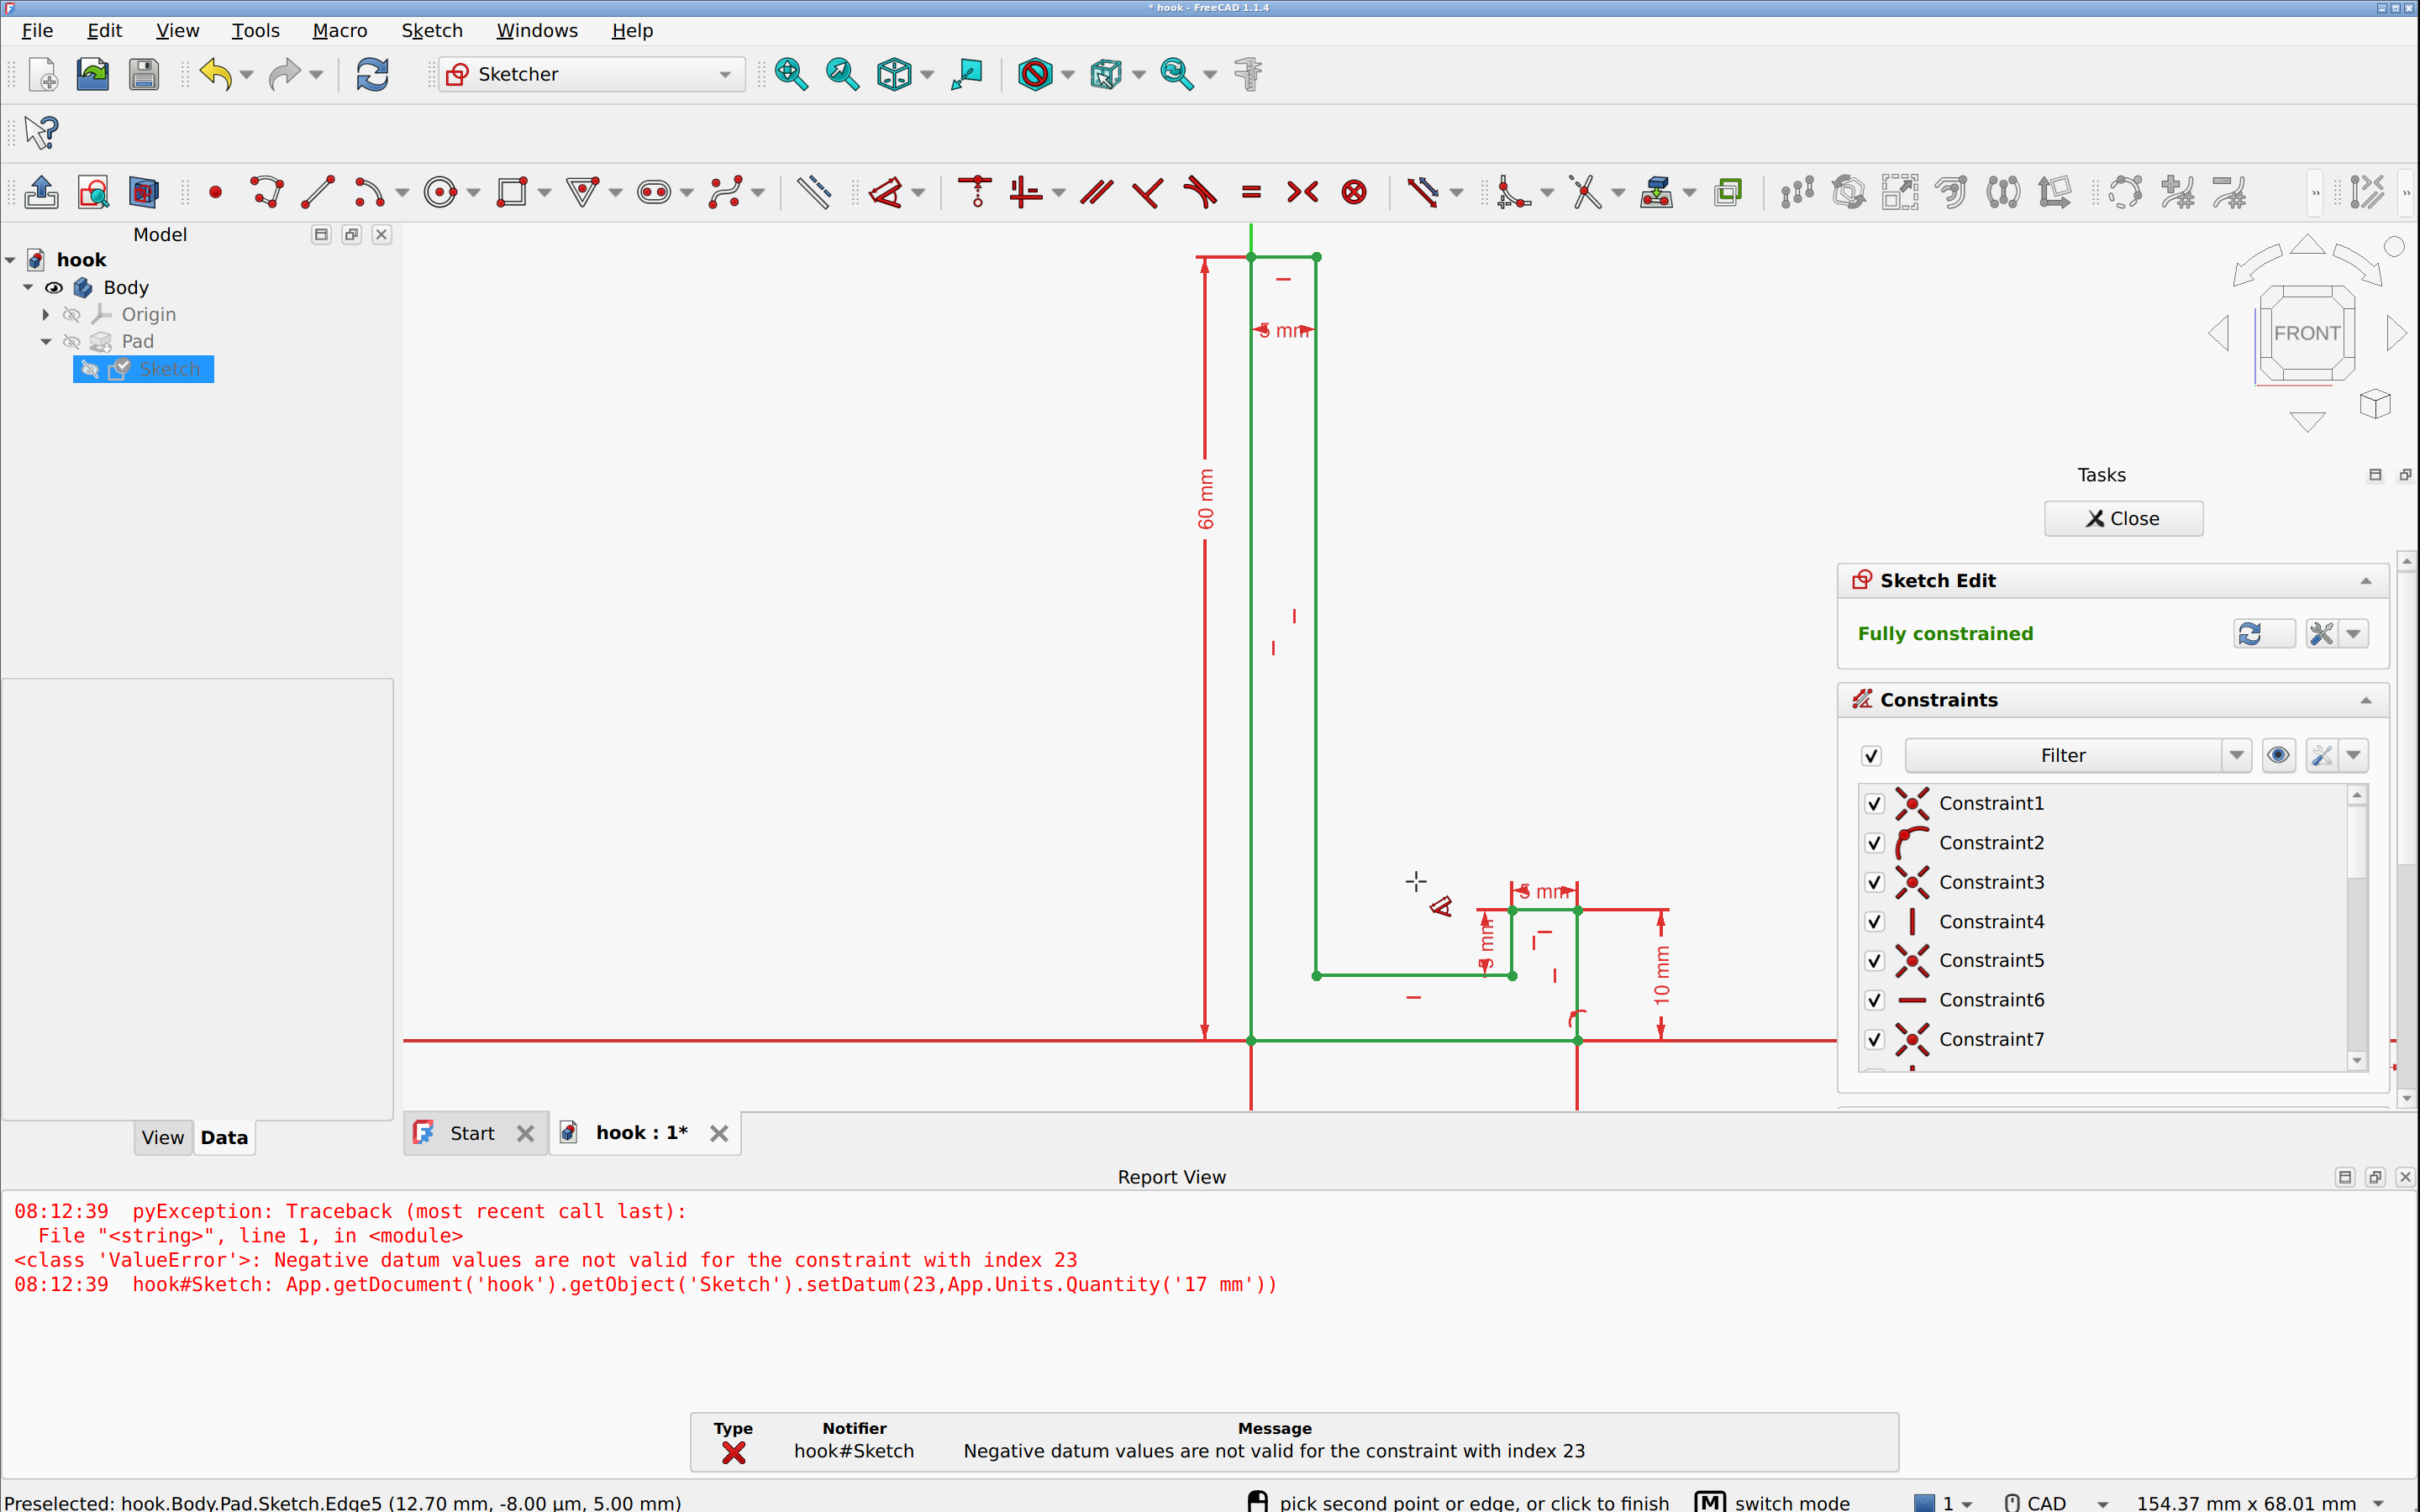 * hook - FreeCAD 1.1.4
File Edit View Tools Macro Sketch Windows Help
Sketcher
Model
hook
Body
Origin
Pad
Sketch
View Data
60 mm
5 mm
5 mm
5 mm
10 mm
FRONT
Tasks
Close
Sketch Edit
Fully constrained
Constraints
Filter
Constraint1
Constraint2
Constraint3
Constraint4
Constraint5
Constraint6
Constraint7
Start
hook : 1*
Report View
08:12:39 pyException: Traceback (most recent call last):
File "<string>", line 1, in <module>
<class 'ValueError'>: Negative datum values are not valid for the constraint with index 23
08:12:39 hook#Sketch: App.getDocument('hook').getObject('Sketch').setDatum(23,App.Units.Quantity('17 mm'))
Type Notifier Message
hook#Sketch Negative datum values are not valid for the constraint with index 23
Preselected: hook.Body.Pad.Sketch.Edge5 (12.70 mm, -8.00 µm, 5.00 mm)
pick second point or edge, or click to finish M switch mode 1 CAD 154.37 mm x 68.01 mm